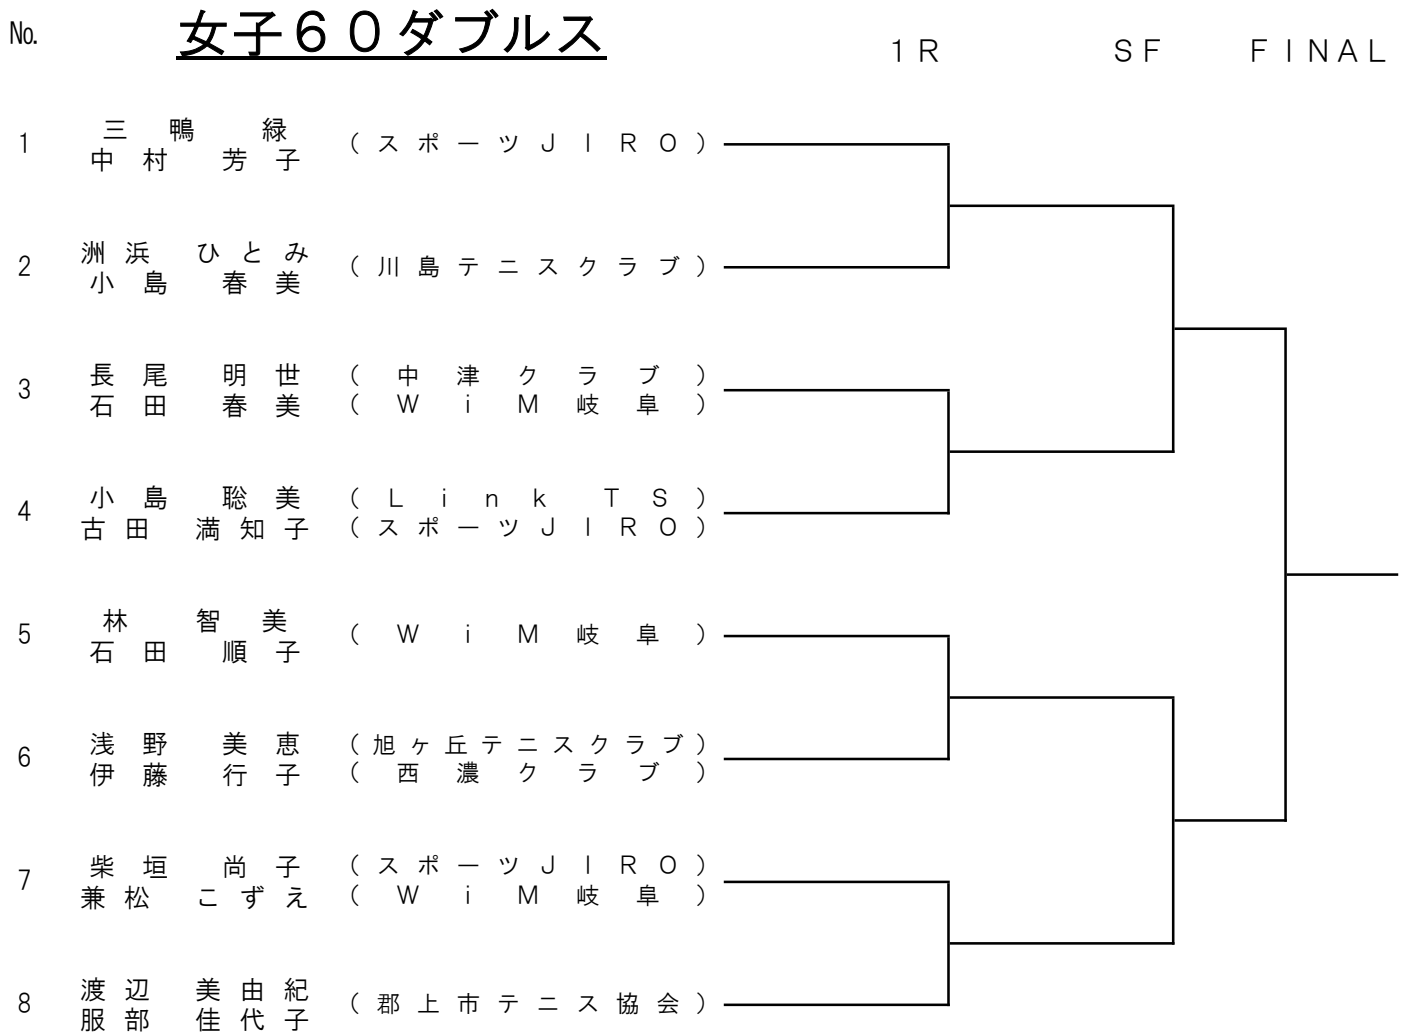 No. 女子６０ダブルス １Ｒ ＳＦ ＦＩＮＡＬ
1 三鴨 緑 (スポーツＪＩＲＯ)
中村 芳子
2 洲浜 ひとみ (川島テニスクラブ)
小島 春美
3 長尾 明世 (中津クラブ)
石田 春美 (ＷｉＭ岐阜)
4 小島 聡美 (Ｌｉｎｋ ＴＳ)
古田 満知子 (スポーツＪＩＲＯ)
5 林 智美 (ＷｉＭ岐阜)
石田 順子
6 浅野 美恵 (旭ヶ丘テニスクラブ)
伊藤 行子 (西濃クラブ)
7 柴垣 尚子 (スポーツＪＩＲＯ)
兼松 こずえ (ＷｉＭ岐阜)
8 渡辺 美由紀 (郡上市テニス協会)
服部 佳代子